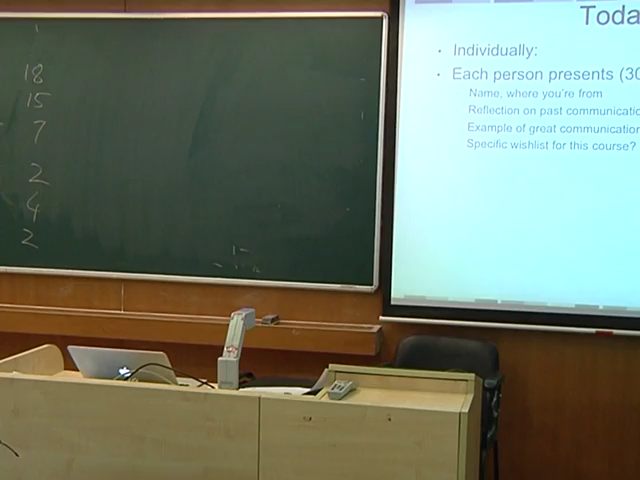 18
15
7
2
4
2
Toda
Individually:
Each person presents (30
Name, where you're from
Reflection on past communicatio
Example of great communication
Specific wishlist for this course?